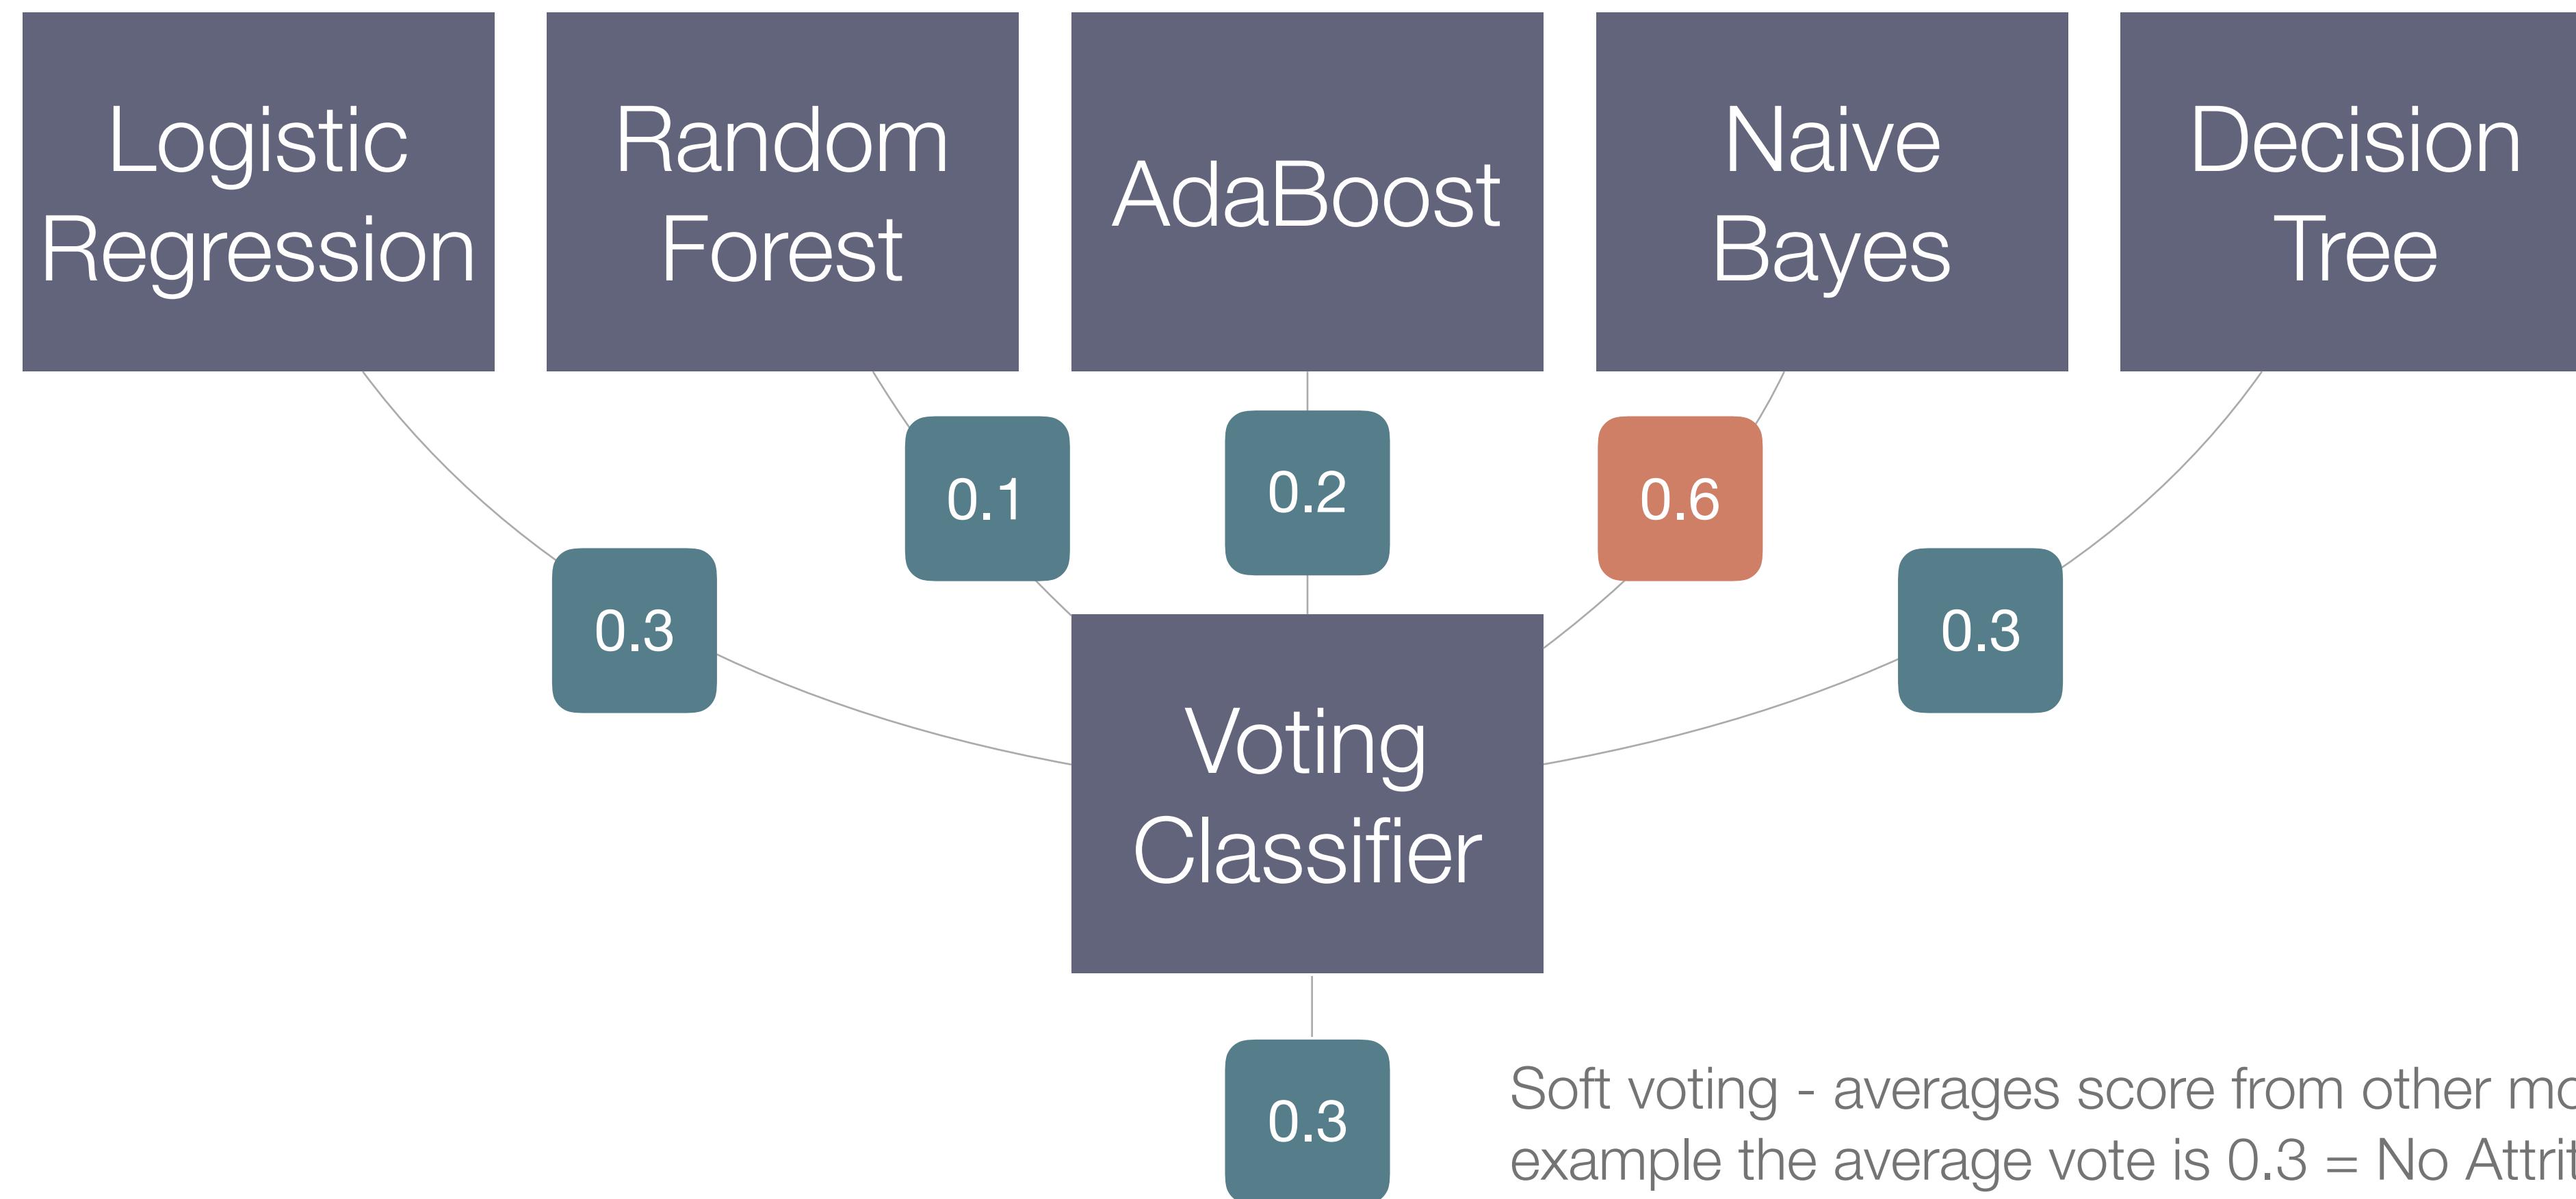 Logistic
Regression
Random
Forest
AdaBoost
Naive
Bayes
Decision
Tree
0.1
0.2
0.6
0.3
0.3
Voting
Classifier
0.3
Soft voting - averages score from other
example the average vote is 0.3 = No